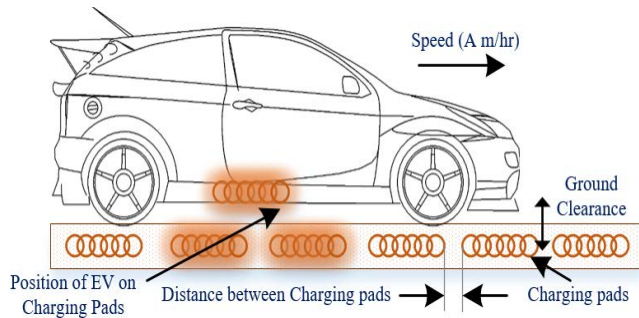 Speed (A m/hr)
Ground
Clearance
Position of EV on
Charging Pads
Distance between Charging pads
Charging pads